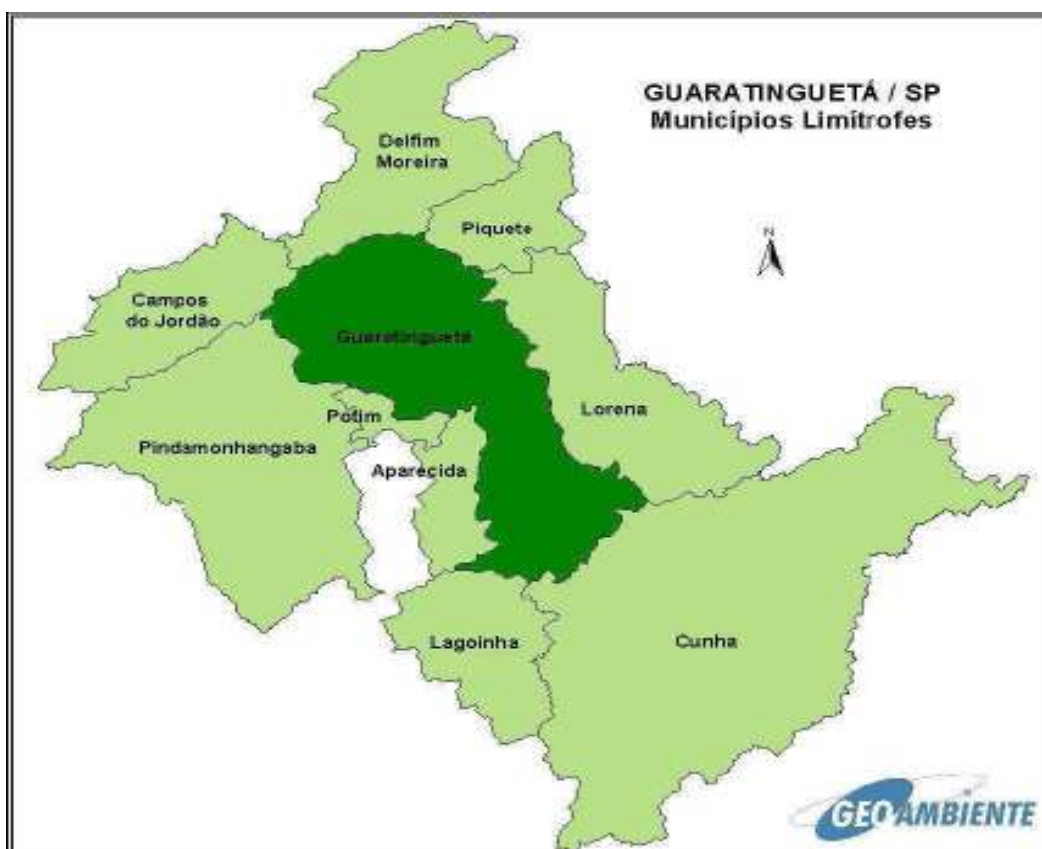 GUARATINGUETÁ / SP
Municípios Limítrofes
Delfim
Moreira
Piquete
N
Campos
do Jordão
Guaratinguetá
Potim
Lorena
Pindamonhangaba
Aparecida
Lagoinha
Cunha
GEOAMBIENTE